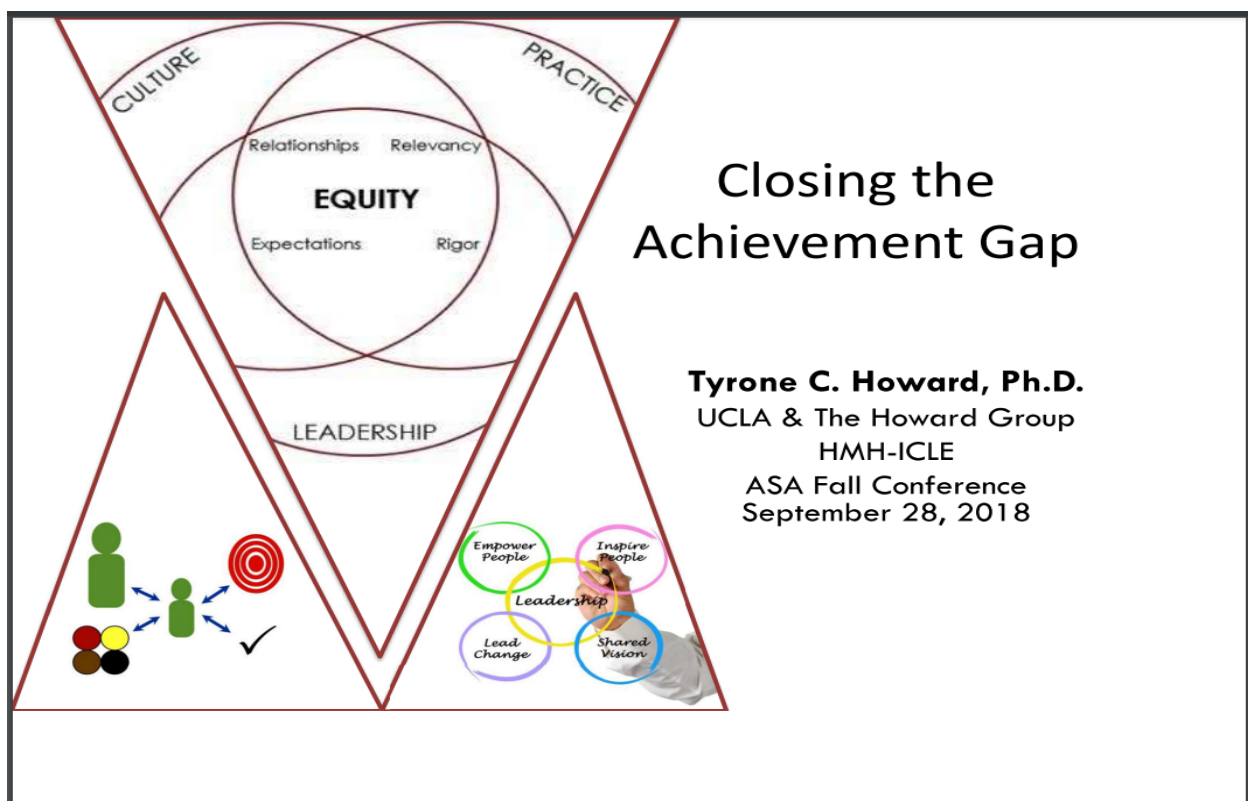 CULTURE
PRACTICE
Relationships Relevancy
EQUITY
Expectations Rigor
LEADERSHIP
Closing the
Achievement Gap
Tyrone C. Howard, Ph.D.
UCLA & The Howard Group
HMH-ICLE
ASA Fall Conference
September 28, 2018
Empower
People
Inspire
People
Leadership
Lead
Change
Shared
Vision